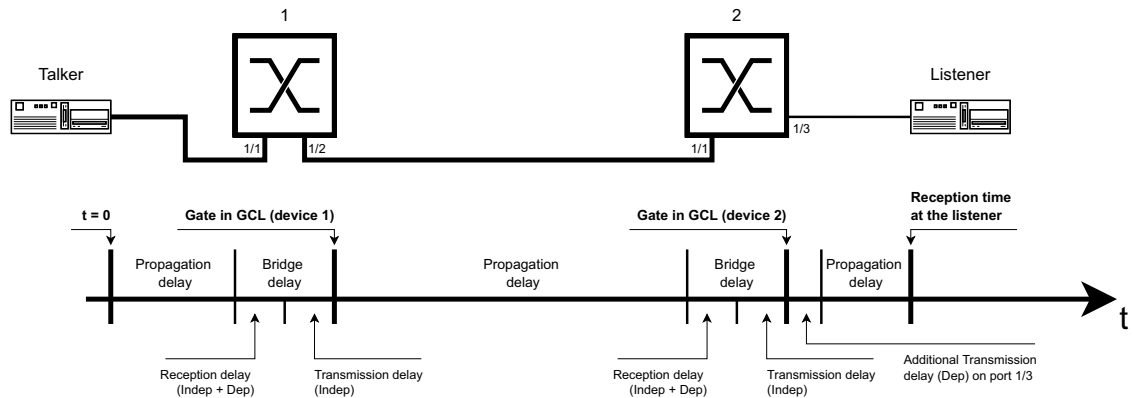 1
2
Talker
Listener
1/1
1/2
1/1
1/3
t = 0
Gate in GCL (device 1)
Gate in GCL (device 2)
Reception time
at the listener
Propagation
delay
Bridge
delay
Propagation
delay
Bridge
delay
Propagation
delay
t
Reception delay
(Indep + Dep)
Transmission delay
(Indep)
Reception delay
(Indep + Dep)
Transmission delay
(Indep)
Additional Transmission
delay (Dep) on port 1/3